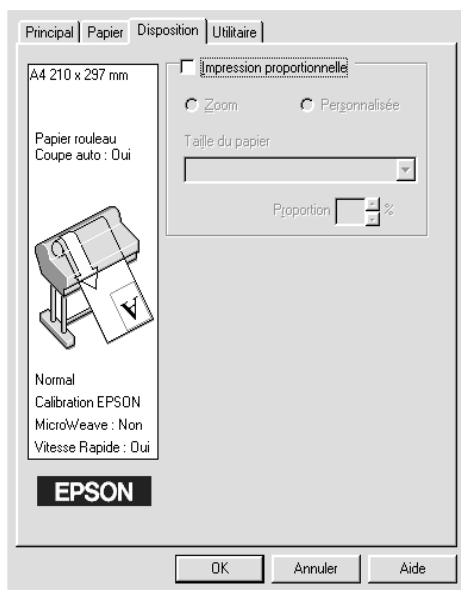 Principal Papier Disposition Utilitaire
A4 210 x 297 mm
Papier rouleau
Coupe auto : Oui
A
Normal
Calibration EPSON
MicroWeave : Non
Vitesse Rapide : Oui
EPSON
Impression proportionnelle
Zoom Personnalisée
Taille du papier
Proportion %
OK Annuler Aide